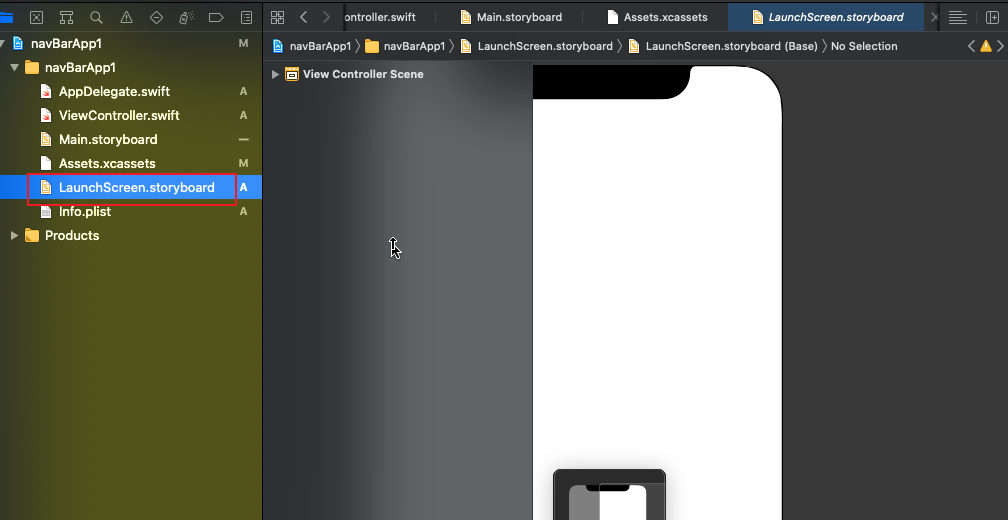 ontroller.swift
Main.storyboard
Assets.xcassets
LaunchScreen.storyboard
navBarApp1 M
navBarApp1 navBarApp1 LaunchScreen.storyboard LaunchScreen.storyboard (Base) No Selection
navBarApp1
View Controller Scene
AppDelegate.swift A
ViewController.swift A
Main.storyboard
Assets.xcassets M
LaunchScreen.storyboard A
Info.plist A
Products